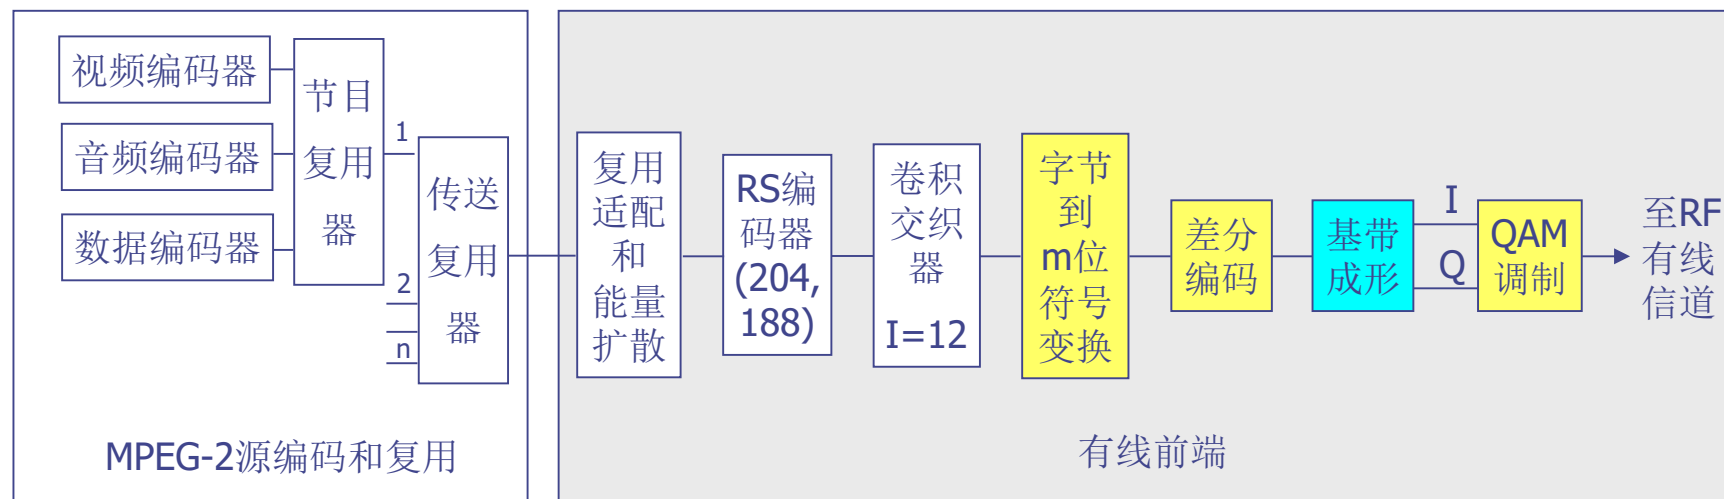 视频编码器
音频编码器
数据编码器
节目
复用
器
1
2
n
传送
复用
器
MPEG-2源编码和复用
复用
适配
和
能量
扩散
RS编
码器
(204,
188)
卷积
交织
器
I=12
字节
到
m位
符号
变换
差分
编码
基带
成形
I
Q
QAM
调制
至RF
有线
信道
有线前端